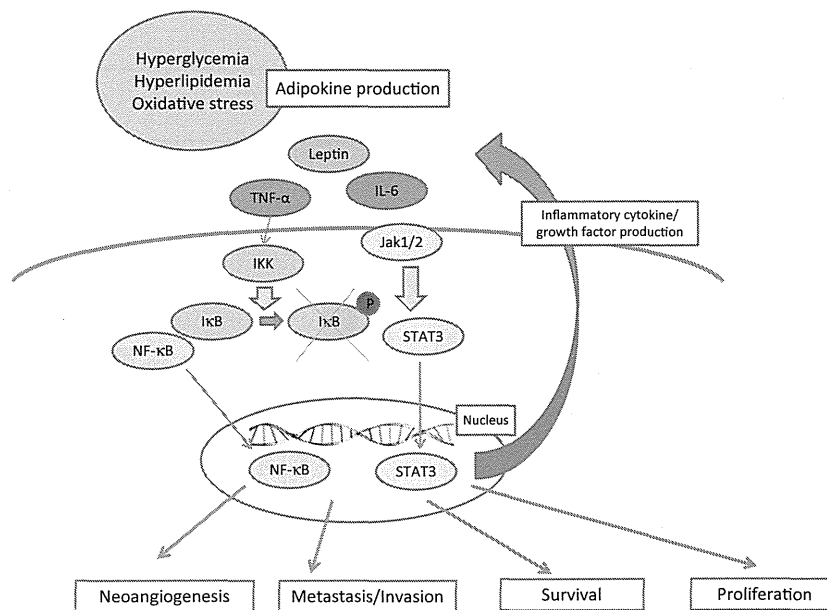 Hyperglycemia
Hyperlipidemia
Oxidative stress
Adipokine production
Leptin
TNF-α
IL-6
Inflammatory cytokine/
growth factor production
Jak1/2
IKK
P
IκB
IκB
NF-κB
STAT3
Nucleus
NF-κB
STAT3
Neoangiogenesis
Metastasis/Invasion
Survival
Proliferation